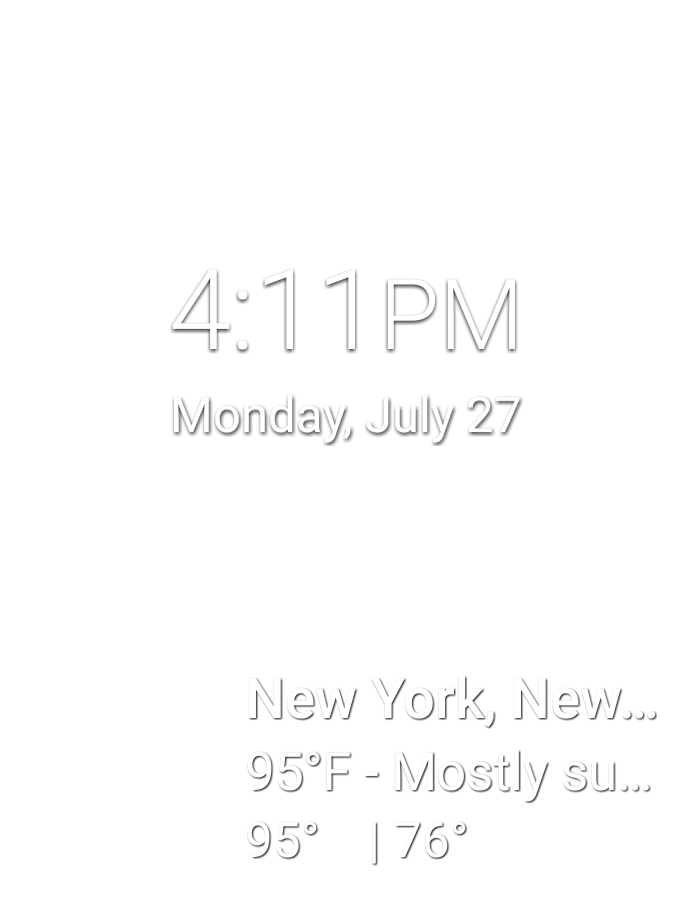 4:11PM
Monday, July 27
New York, New...
95°F - Mostly su...
95° | 76°